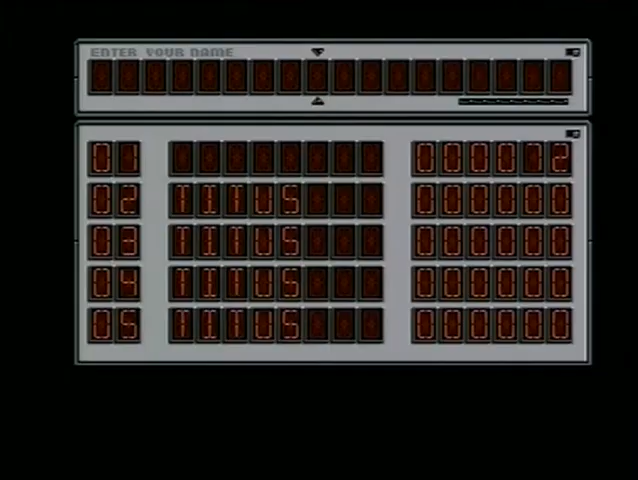 ENTER YOUR NAME
01 000002
02 TITUS 000000
03 TITUS 000000
04 TITUS 000000
05 TITUS 000000